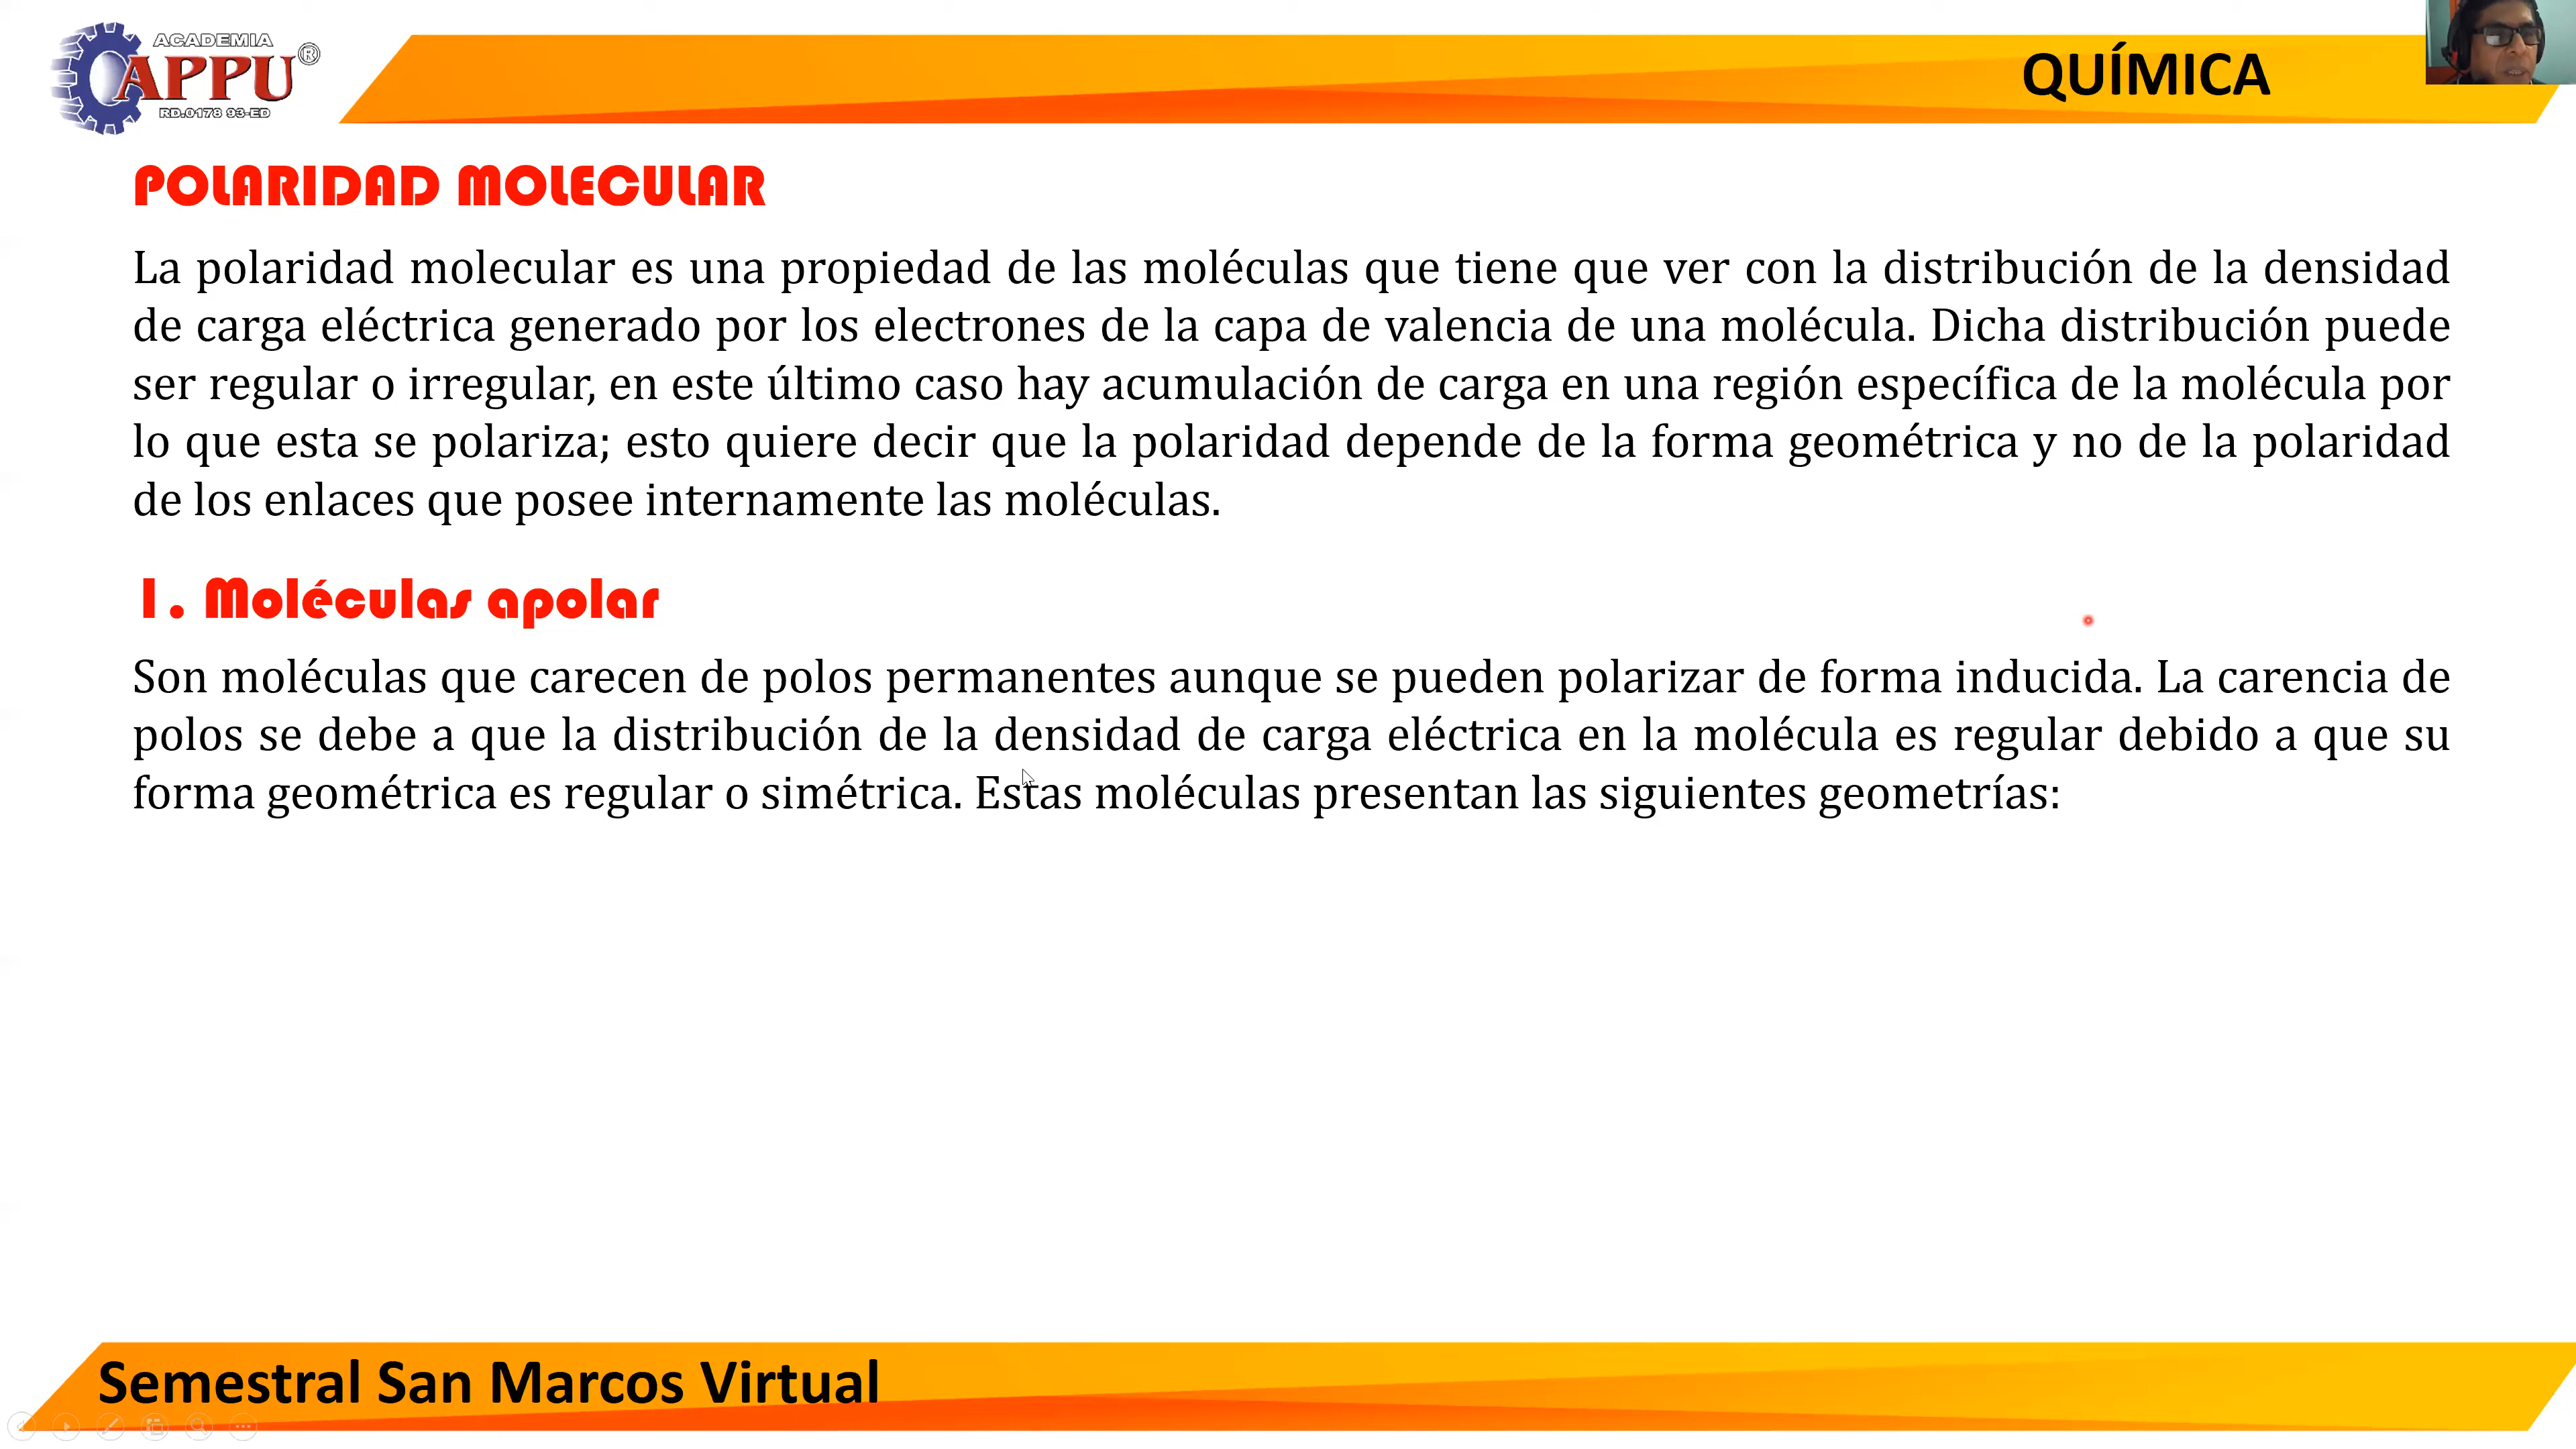 ACADEMIA
APPU®
RD.0178 93-ED
QUÍMICA
POLARIDAD MOLECULAR
La polaridad molecular es una propiedad de las moléculas que tiene que ver con la distribución de la densidad
de carga eléctrica generado por los electrones de la capa de valencia de una molécula. Dicha distribución puede
ser regular o irregular, en este último caso hay acumulación de carga en una región específica de la molécula por
lo que esta se polariza; esto quiere decir que la polaridad depende de la forma geométrica y no de la polaridad
de los enlaces que posee internamente las moléculas.
1. Moléculas apolar
Son moléculas que carecen de polos permanentes aunque se pueden polarizar de forma inducida. La carencia de
polos se debe a que la distribución de la densidad de carga eléctrica en la molécula es regular debido a que su
forma geométrica es regular o simétrica. Estas moléculas presentan las siguientes geometrías:
Semestral San Marcos Virtual